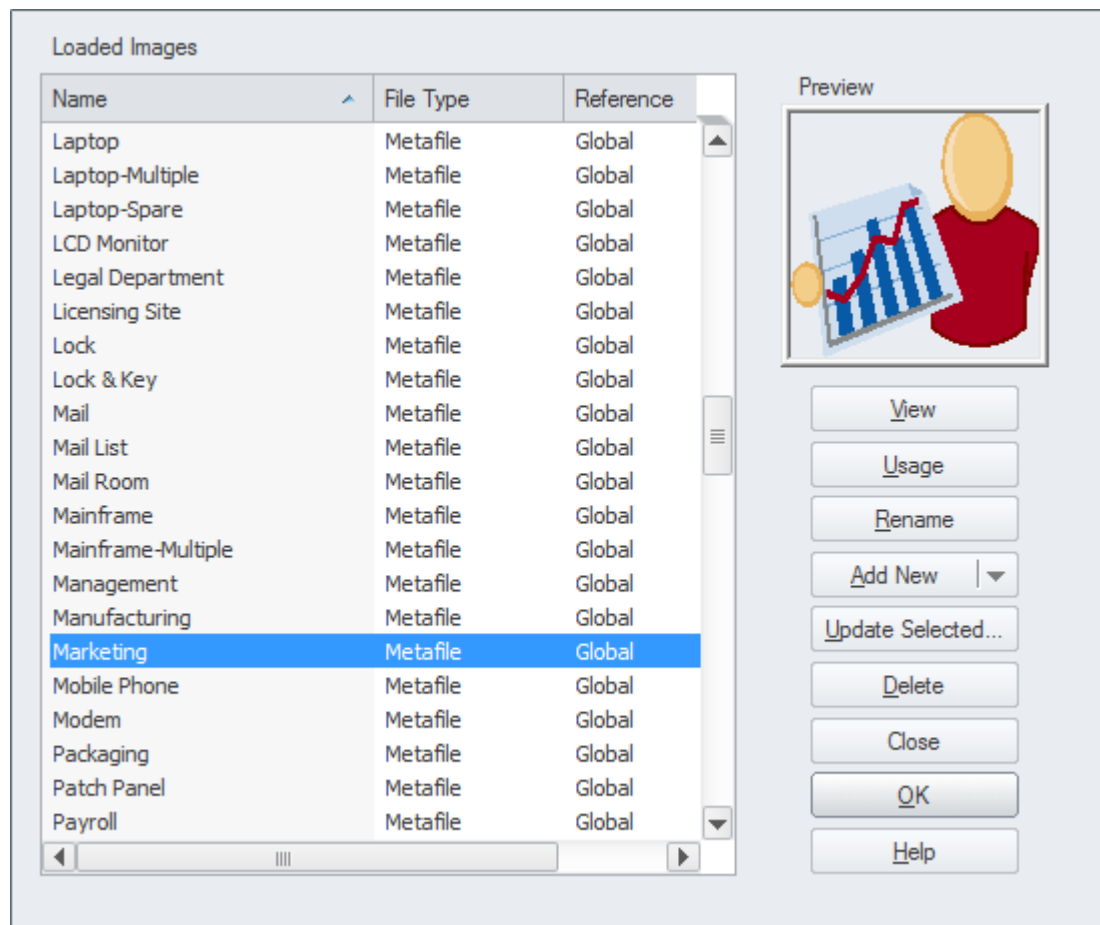 Loaded Images
Name File Type Reference
Laptop Metafile Global
Laptop-Multiple Metafile Global
Laptop-Spare Metafile Global
LCD Monitor Metafile Global
Legal Department Metafile Global
Licensing Site Metafile Global
Lock Metafile Global
Lock & Key Metafile Global
Mail Metafile Global
Mail List Metafile Global
Mail Room Metafile Global
Mainframe Metafile Global
Mainframe-Multiple Metafile Global
Management Metafile Global
Manufacturing Metafile Global
Marketing Metafile Global
Mobile Phone Metafile Global
Modem Metafile Global
Packaging Metafile Global
Patch Panel Metafile Global
Payroll Metafile Global
Preview
View
Usage
Rename
Add New
Update Selected...
Delete
Close
OK
Help